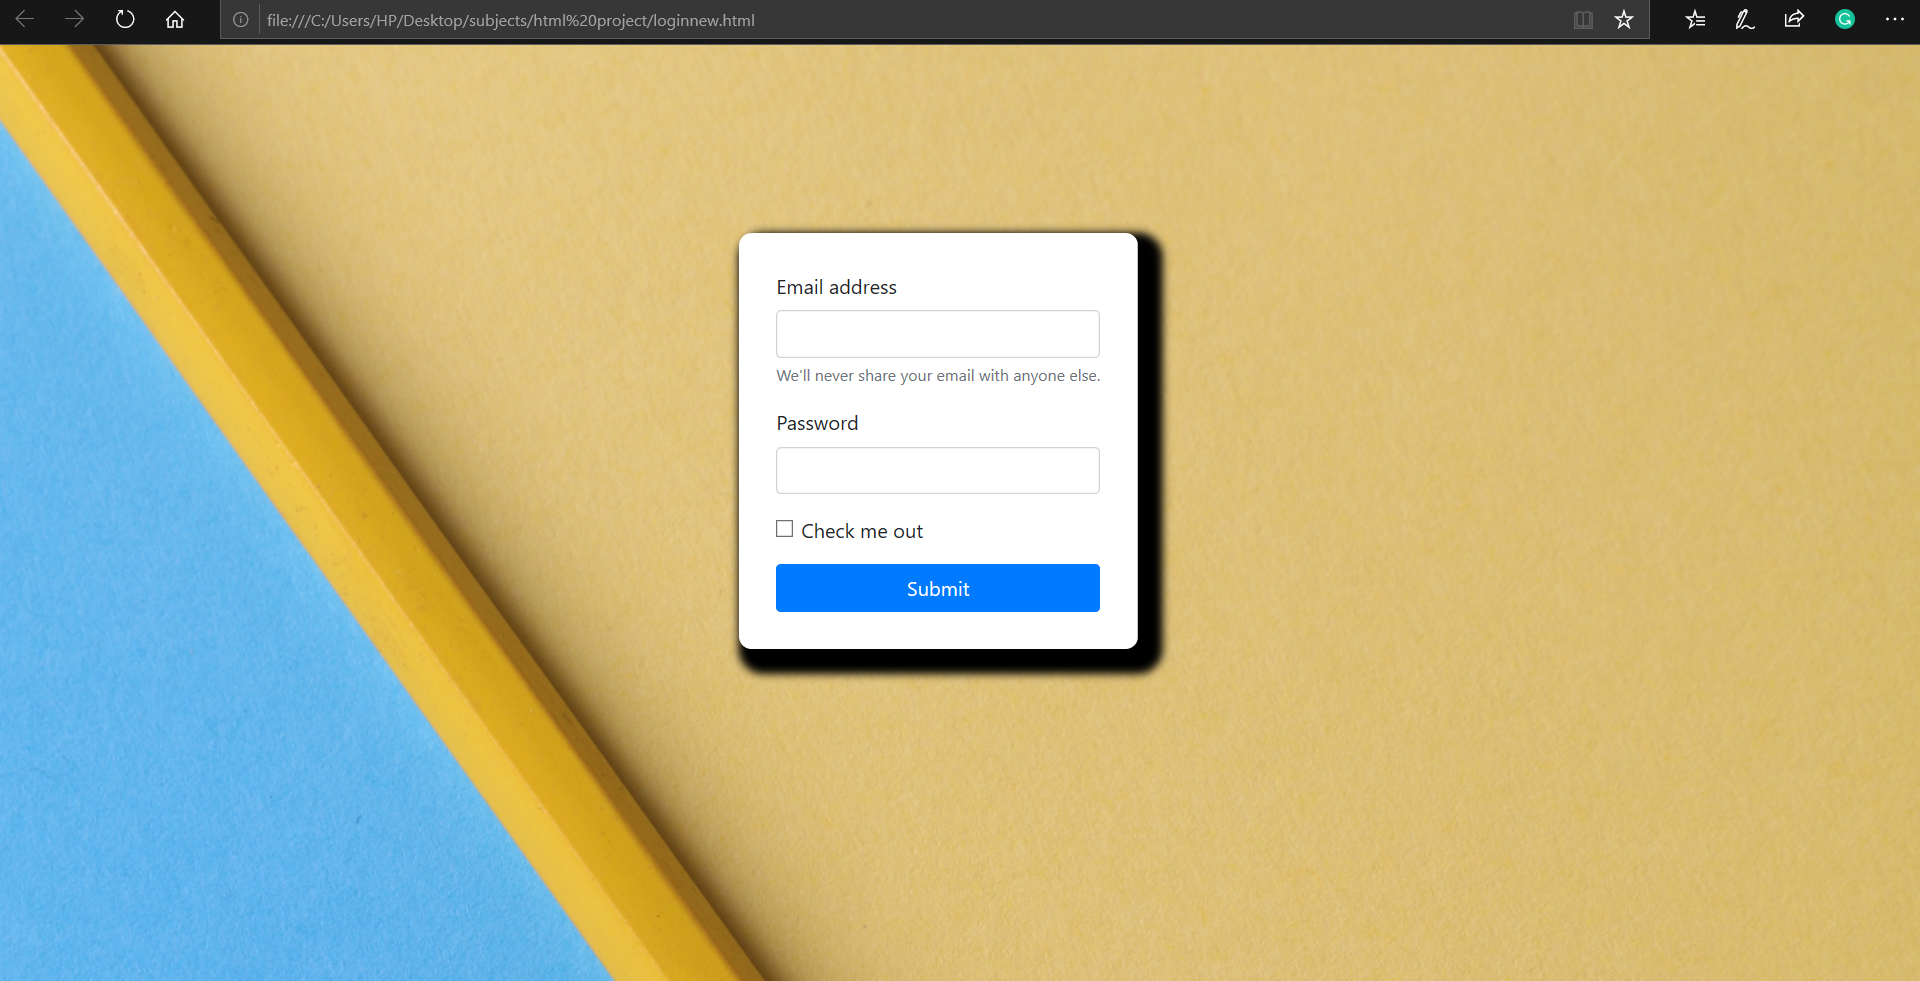 file:///C:/Users/HP/Desktop/subjects/html%20project/loginnew.html
Email address
We'll never share your email with anyone else.
Password
Check me out
Submit